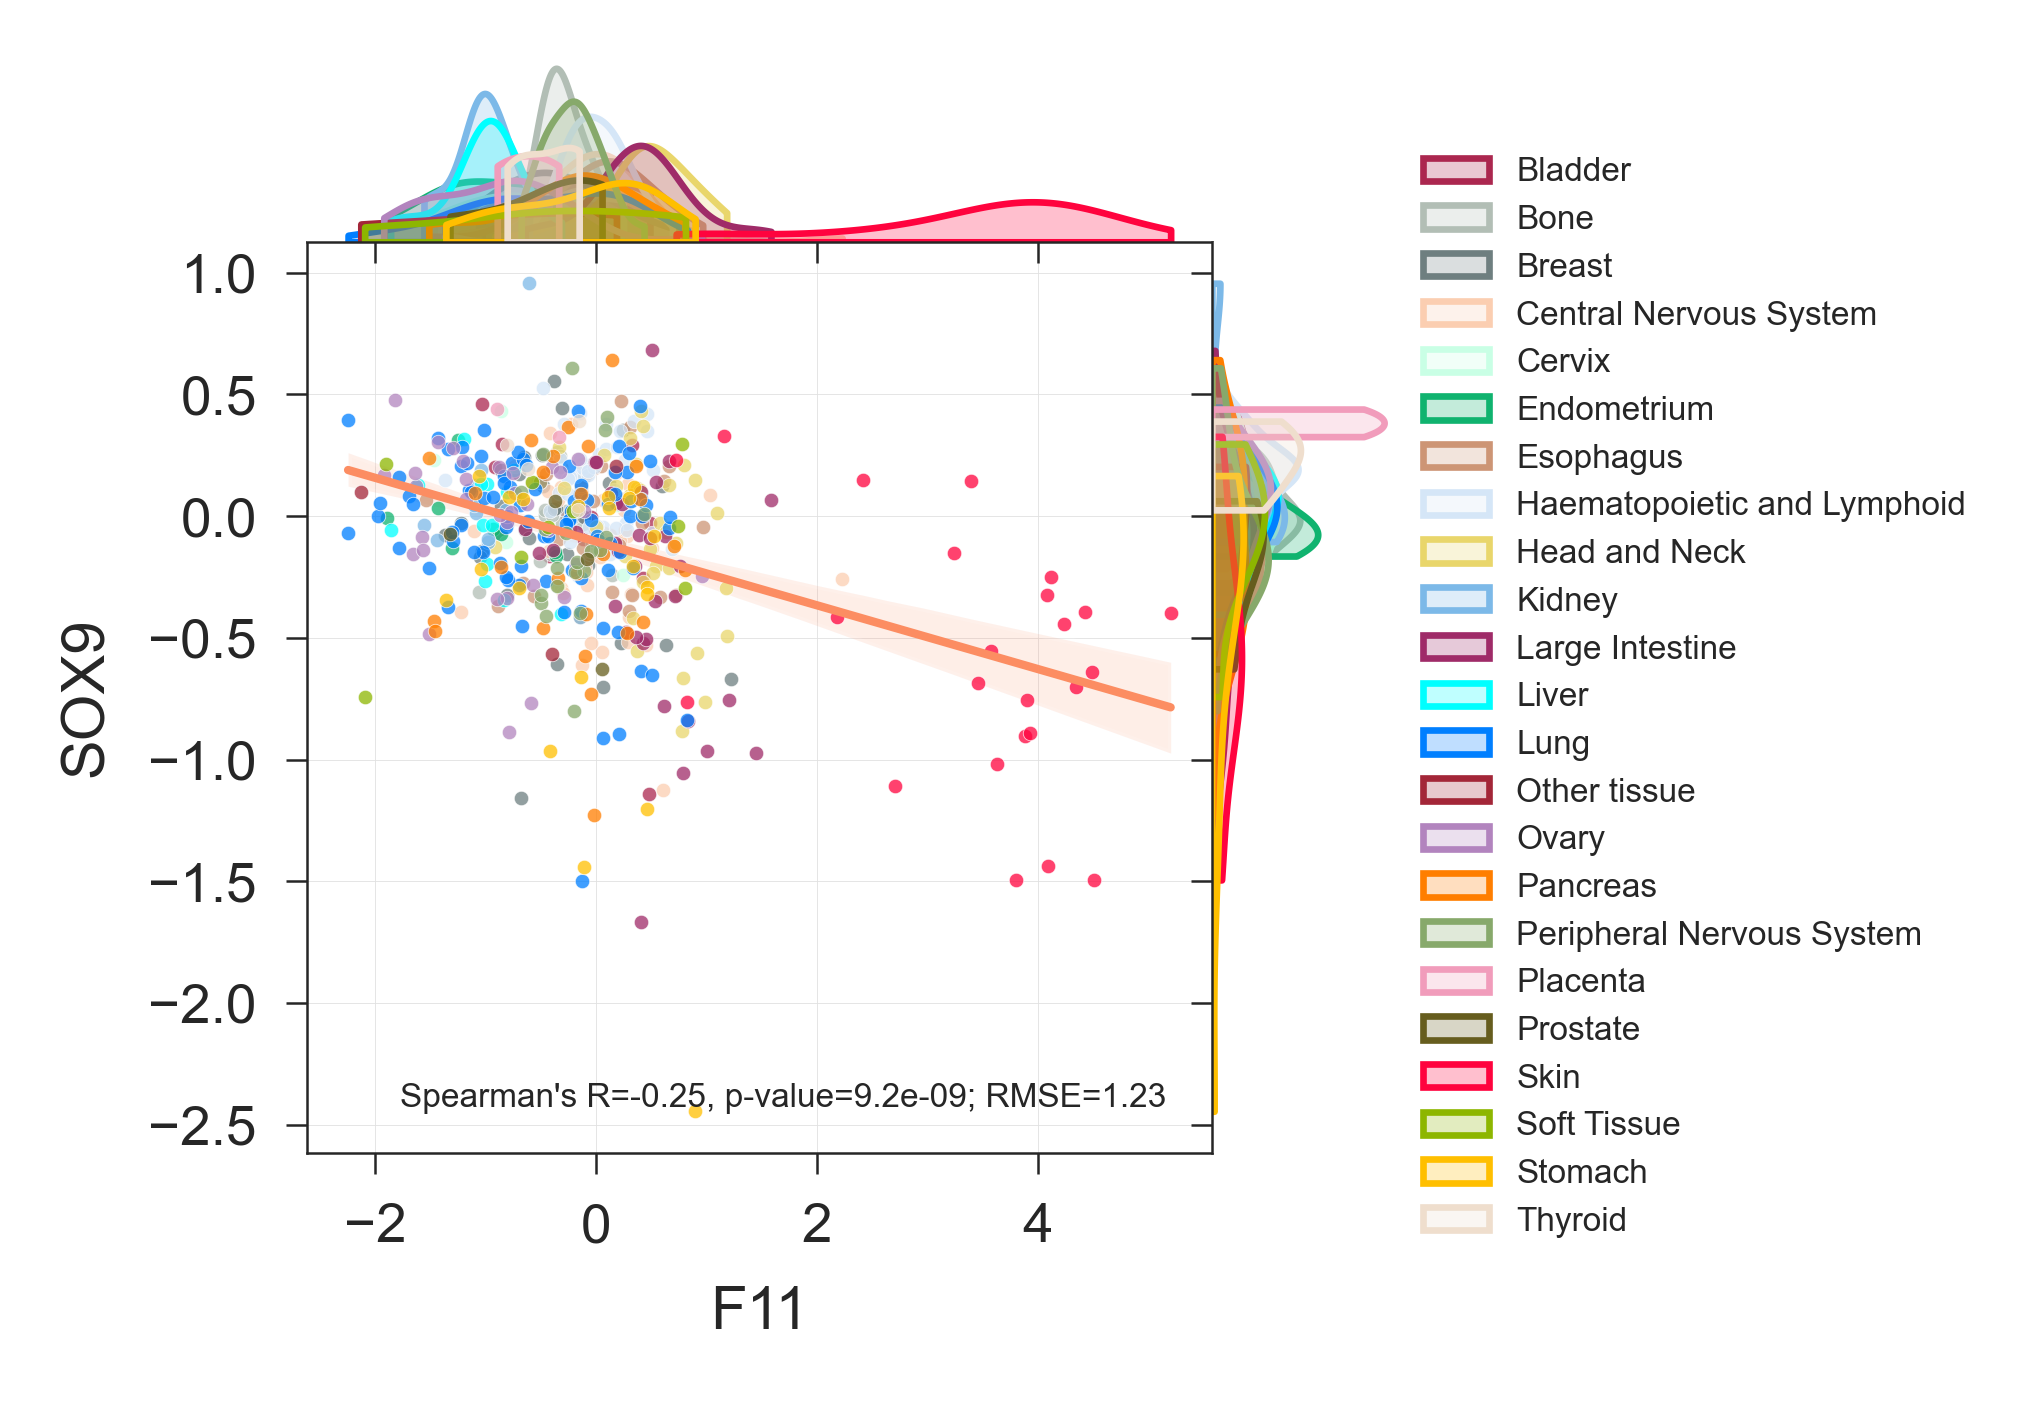 1.0
0.5
0.0
−0.5
−1.0
−1.5
−2.0
−2.5
SOX9
Spearman's R=-0.25, p-value=9.2e-09; RMSE=1.23
−2 0 2 4
F11
Bladder
Bone
Breast
Central Nervous System
Cervix
Endometrium
Esophagus
Haematopoietic and Lymphoid
Head and Neck
Kidney
Large Intestine
Liver
Lung
Other tissue
Ovary
Pancreas
Peripheral Nervous System
Placenta
Prostate
Skin
Soft Tissue
Stomach
Thyroid